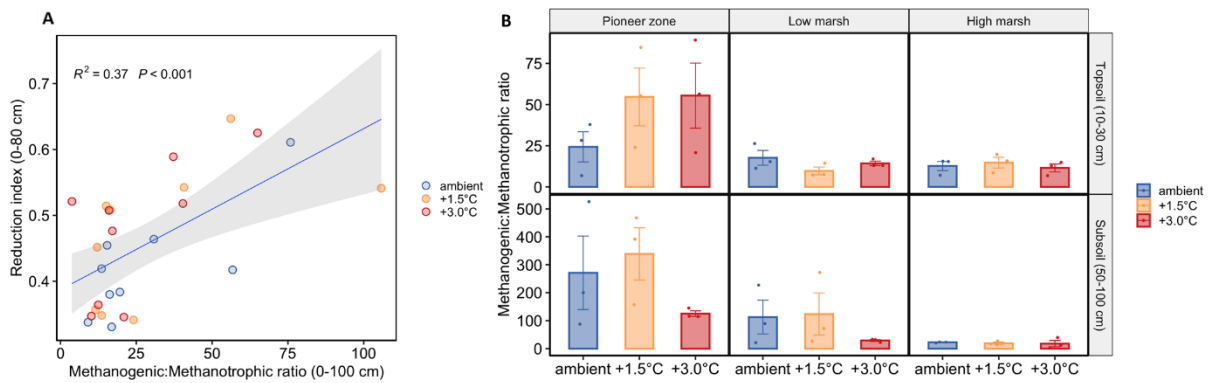 A
R² = 0.37 P < 0.001
Reduction index (0-80 cm)
0.7
0.6
0.5
0.4
0 25 50 75 100
Methanogenic:Methanotrophic ratio (0-100 cm)
ambient
+1.5°C
+3.0°C
B
Pioneer zone Low marsh High marsh
Methanogenic:Methanotrophic ratio
75
50
25
0
Topsoil (10-30 cm)
500
400
300
200
100
0
Subsoil (50-100 cm)
ambient +1.5°C +3.0°C ambient +1.5°C +3.0°C ambient +1.5°C +3.0°C
ambient
+1.5°C
+3.0°C